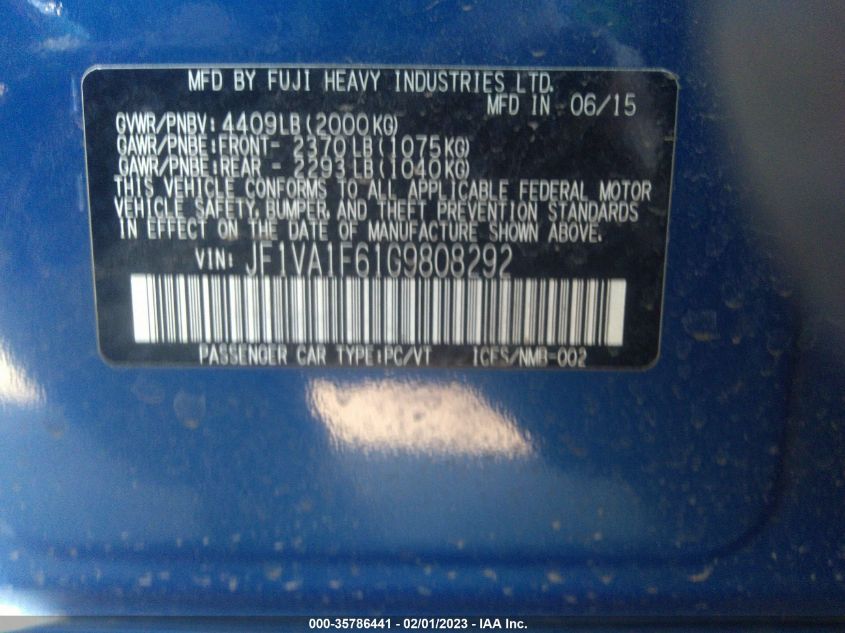 MFD BY FUJI HEAVY INDUSTRIES LTD.
MFD IN 06/15
GVWR/PNBV: 4409LB(2000KG)
GAWR/PNBE:FRONT- 2370LB(1075KG)
GAWR/PNBE:REAR - 2293LB(1040KG)
THIS VEHICLE CONFORMS TO ALL APPLICABLE FEDERAL MOTOR
VEHICLE SAFETY, BUMPER, AND THEFT PREVENTION STANDARDS
IN EFFECT ON THE DATE OF MANUFACTURE SHOWN ABOVE.
VIN: JF1VA1F61G9808292
PASSENGER CAR TYPE:PC/VT ICES/NMB-002
000-35786441 - 02/01/2023 - IAA Inc.